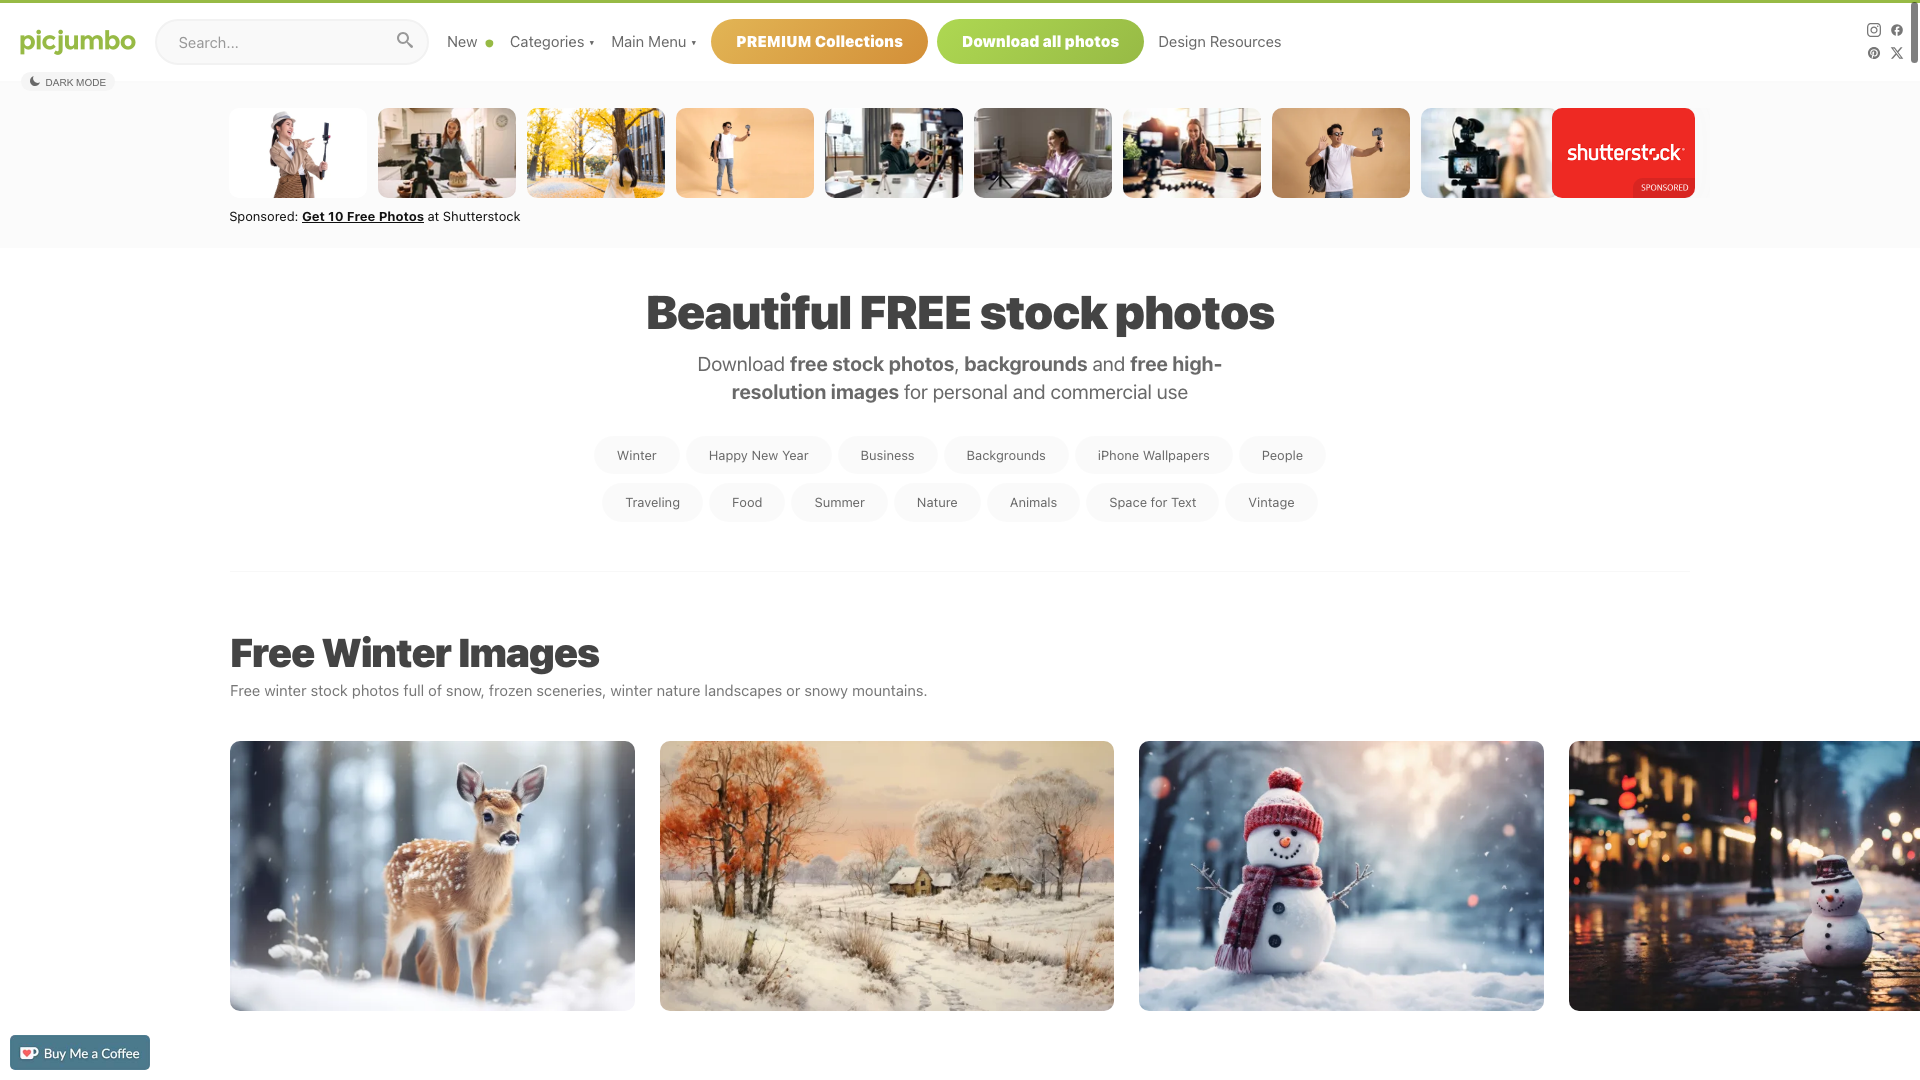 picjumbo
Search...
New
Categories ▾
Main Menu ▾
PREMIUM Collections
Download all photos
Design Resources
DARK MODE
shutterstock
SPONSORED
Sponsored: Get 10 Free Photos at Shutterstock
Beautiful FREE stock photos
Download free stock photos, backgrounds and free high-
resolution images for personal and commercial use
Winter
Happy New Year
Business
Backgrounds
iPhone Wallpapers
People
Traveling
Food
Summer
Nature
Animals
Space for Text
Vintage
Free Winter Images
Free winter stock photos full of snow, frozen sceneries, winter nature landscapes or snowy mountains.
Buy Me a Coffee